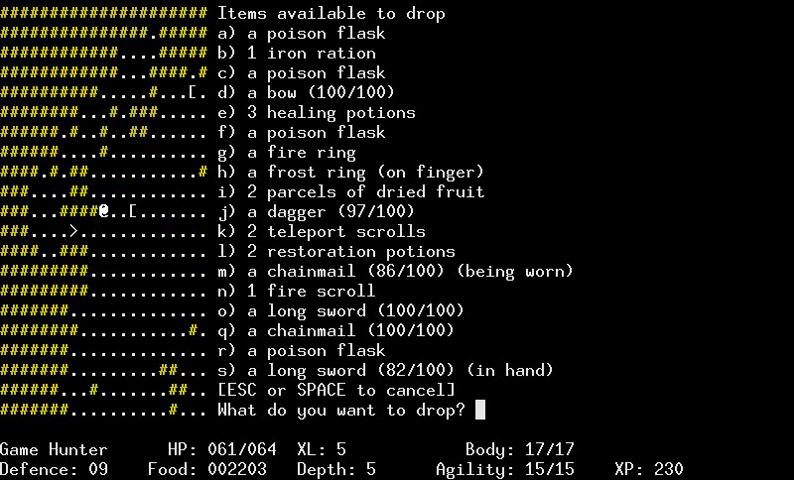 #################### Items available to drop
###############.##### a) a poison flask
############....##### b) 1 iron ration
############...####.# c) a poison flask
##########.....#...[. d) a bow (100/100)
########...#.###..... e) 3 healing potions
######.#..#..##...... f) a poison flask
######....#.......... g) a fire ring
####.#.##...........# h) a frost ring (on finger)
###....##............ i) 2 parcels of dried fruit
###...####@..[....... j) a dagger (97/100)
###....>............. k) 2 teleport scrolls
####..###............ l) 2 restoration potions
#########............ m) a chainmail (86/100) (being worn)
#########............ n) 1 fire scroll
#######.............. o) a long sword (100/100)
########...........#. q) a chainmail (100/100)
#######.............. r) a poison flask
#######.........##... s) a long sword (82/100) (in hand)
######...#.......##.. [ESC or SPACE to cancel]
#######..........#... What do you want to drop?
Game Hunter HP: 061/064 XL: 5 Body: 17/17
Defence: 09 Food: 002203 Depth: 5 Agility: 15/15 XP: 230